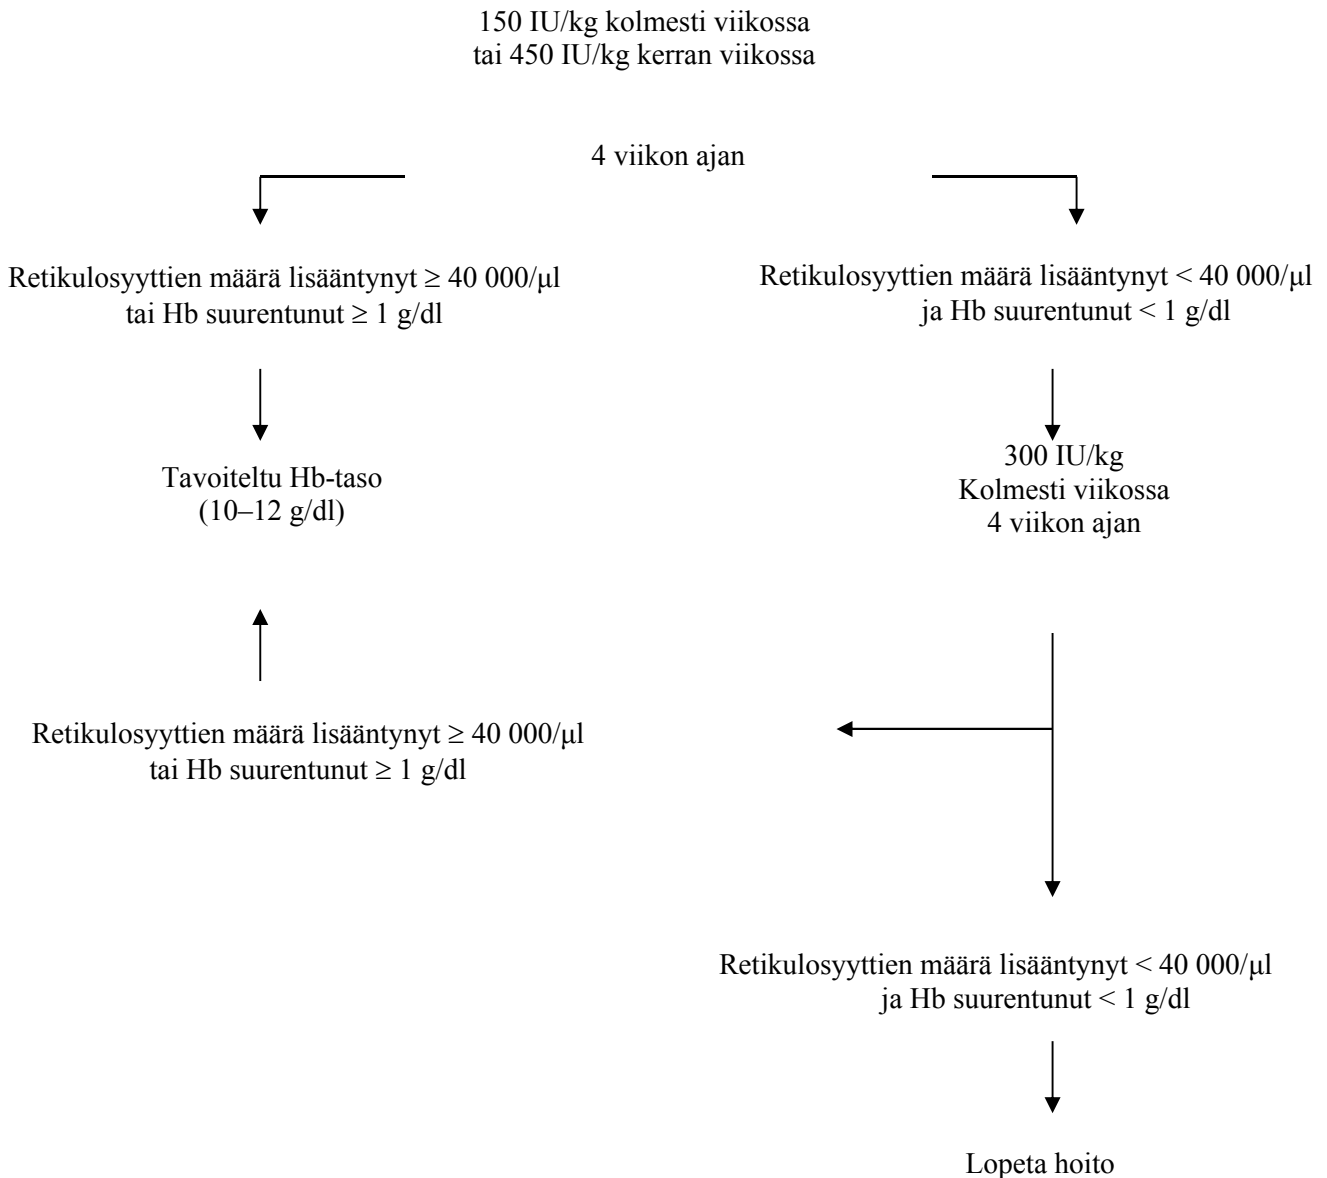 150 IU/kg kolmesti viikossa
tai 450 IU/kg kerran viikossa
4 viikon ajan
Retikulosyyttien määrä lisääntynyt ≥ 40 000/µl
tai Hb suurentunut ≥ 1 g/dl
Retikulosyyttien määrä lisääntynyt < 40 000/µl
ja Hb suurentunut < 1 g/dl
Tavoiteltu Hb-taso
(10–12 g/dl)
300 IU/kg
Kolmesti viikossa
4 viikon ajan
Retikulosyyttien määrä lisääntynyt ≥ 40 000/µl
tai Hb suurentunut ≥ 1 g/dl
Retikulosyyttien määrä lisääntynyt < 40 000/µl
ja Hb suurentunut < 1 g/dl
Lopeta hoito